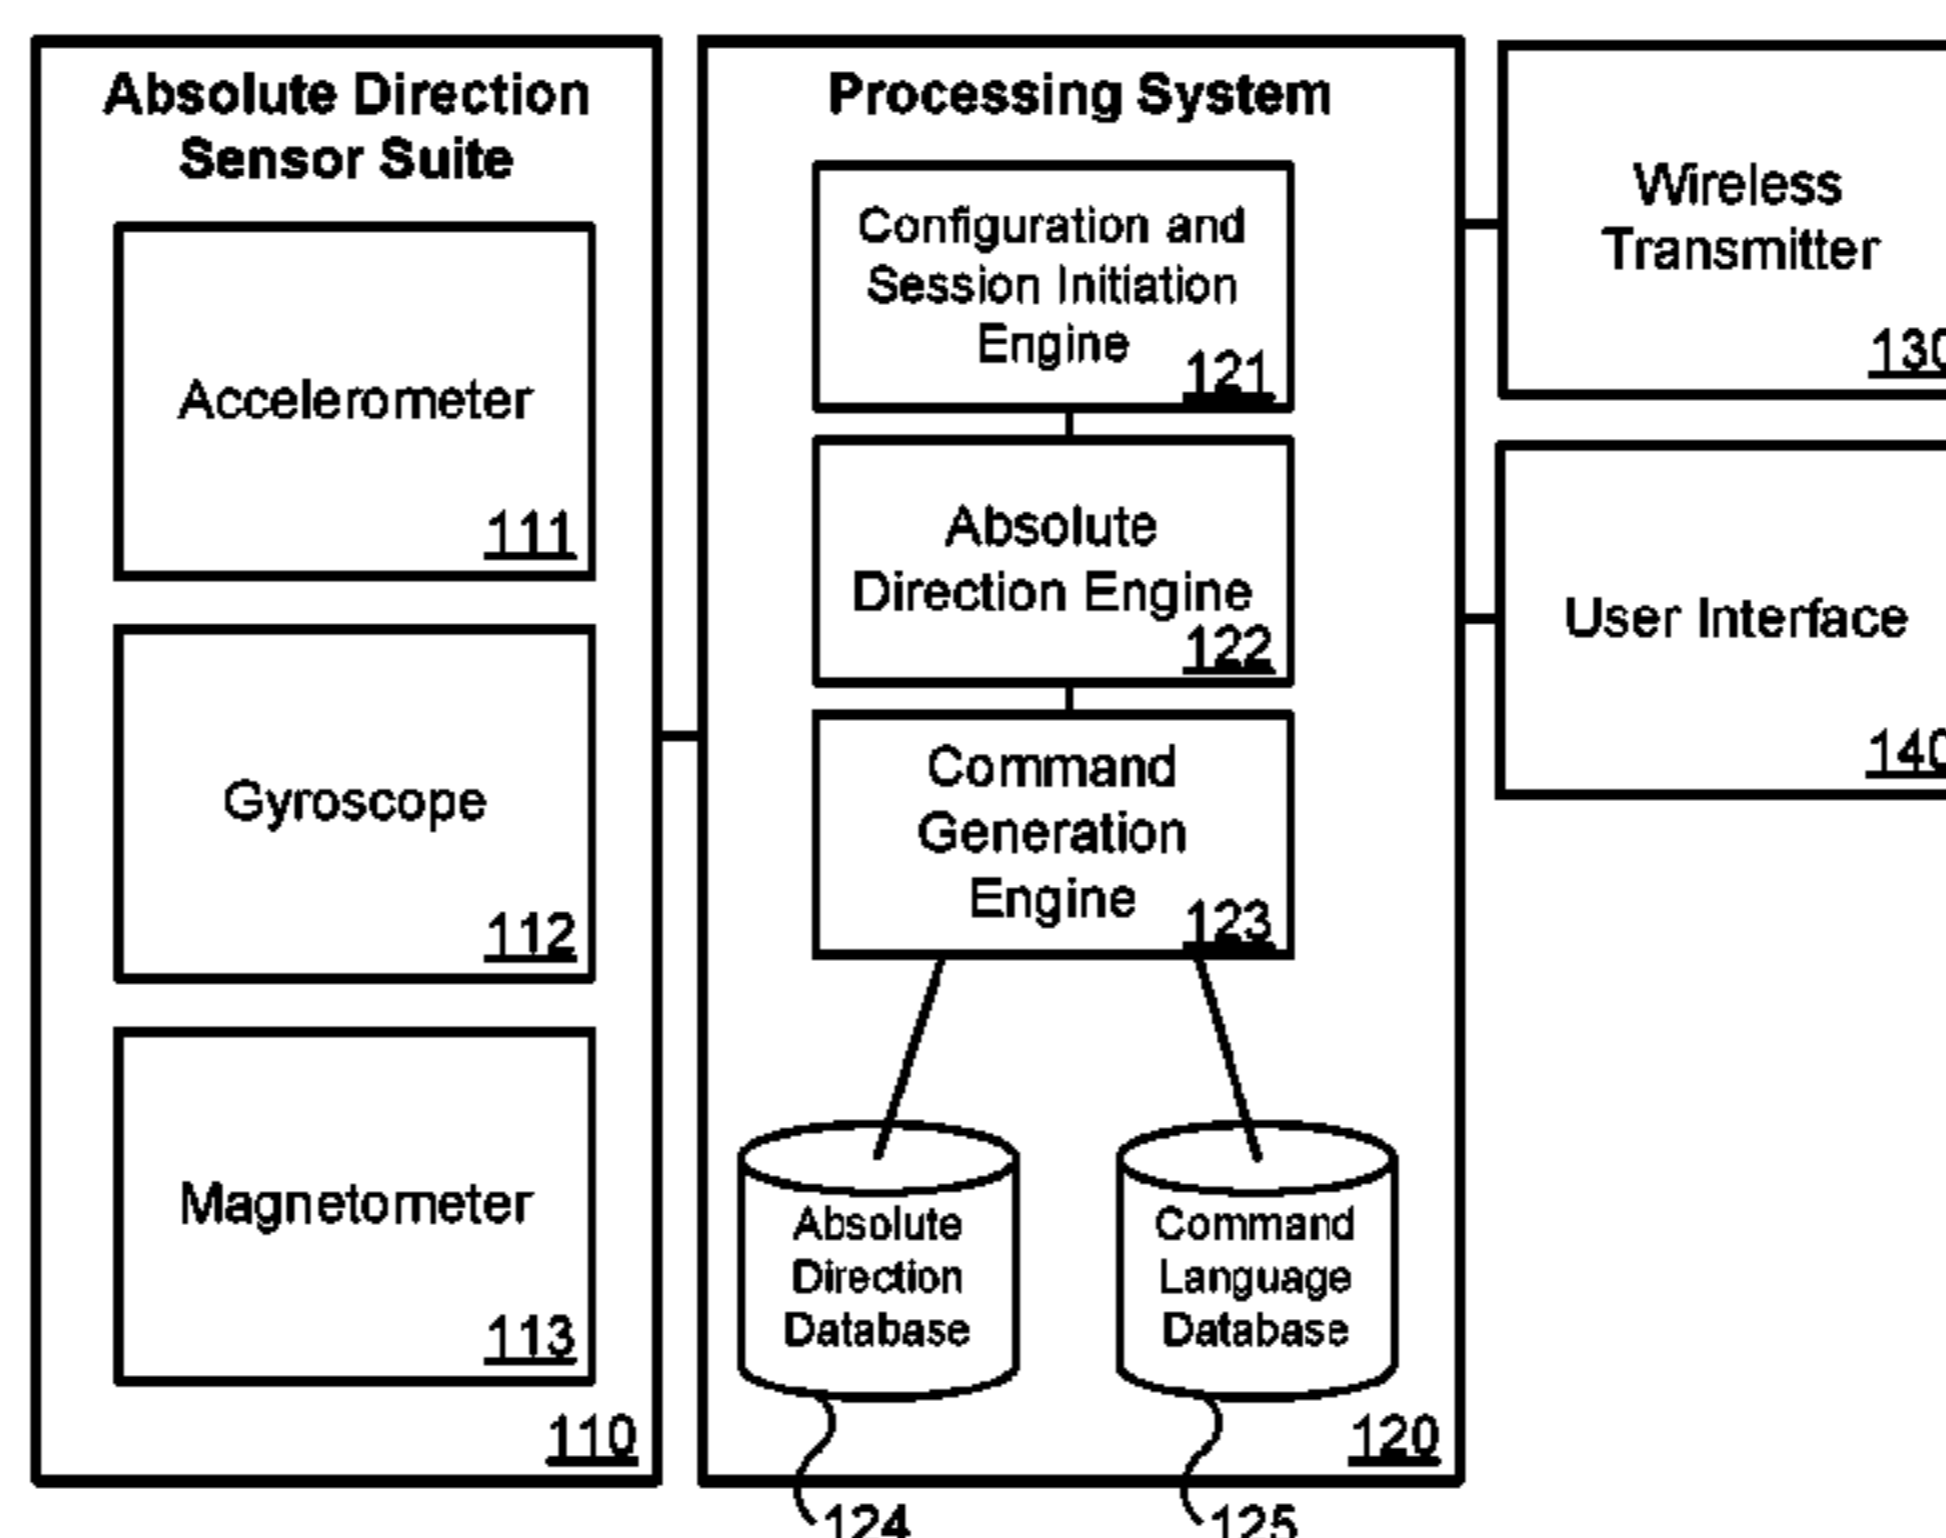 Absolute Direction
Sensor Suite
Accelerometer
111
Gyroscope
112
Magnetometer
113
110
Processing System
Configuration and
Session Initiation
Engine
121
Absolute
Direction Engine
122
Command
Generation
Engine
123
Absolute
Direction
Database
Command
Language
Database
120
124
125
Wireless
Transmitter
130
User Interface
140